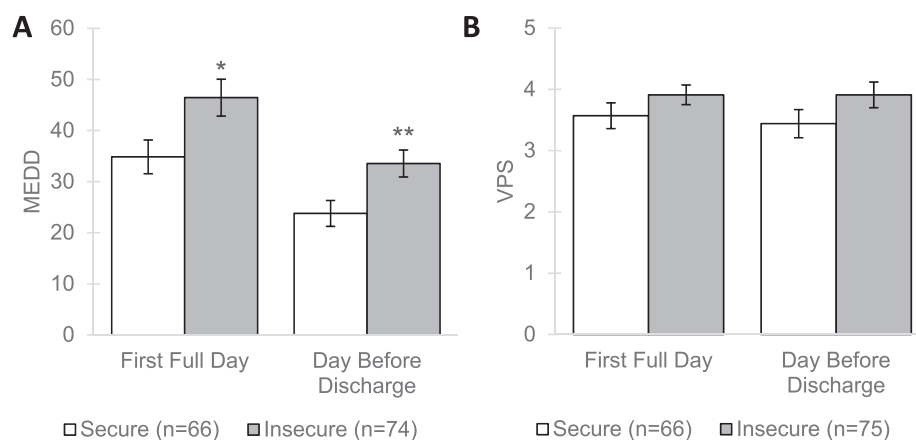 A
60
50
40
30
20
10
0
MEDD
*
**
First Full Day
Day Before
Discharge
Secure (n=66) Insecure (n=74)
B
5
4
3
2
1
0
VPS
First Full Day
Day Before
Discharge
Secure (n=66) Insecure (n=75)